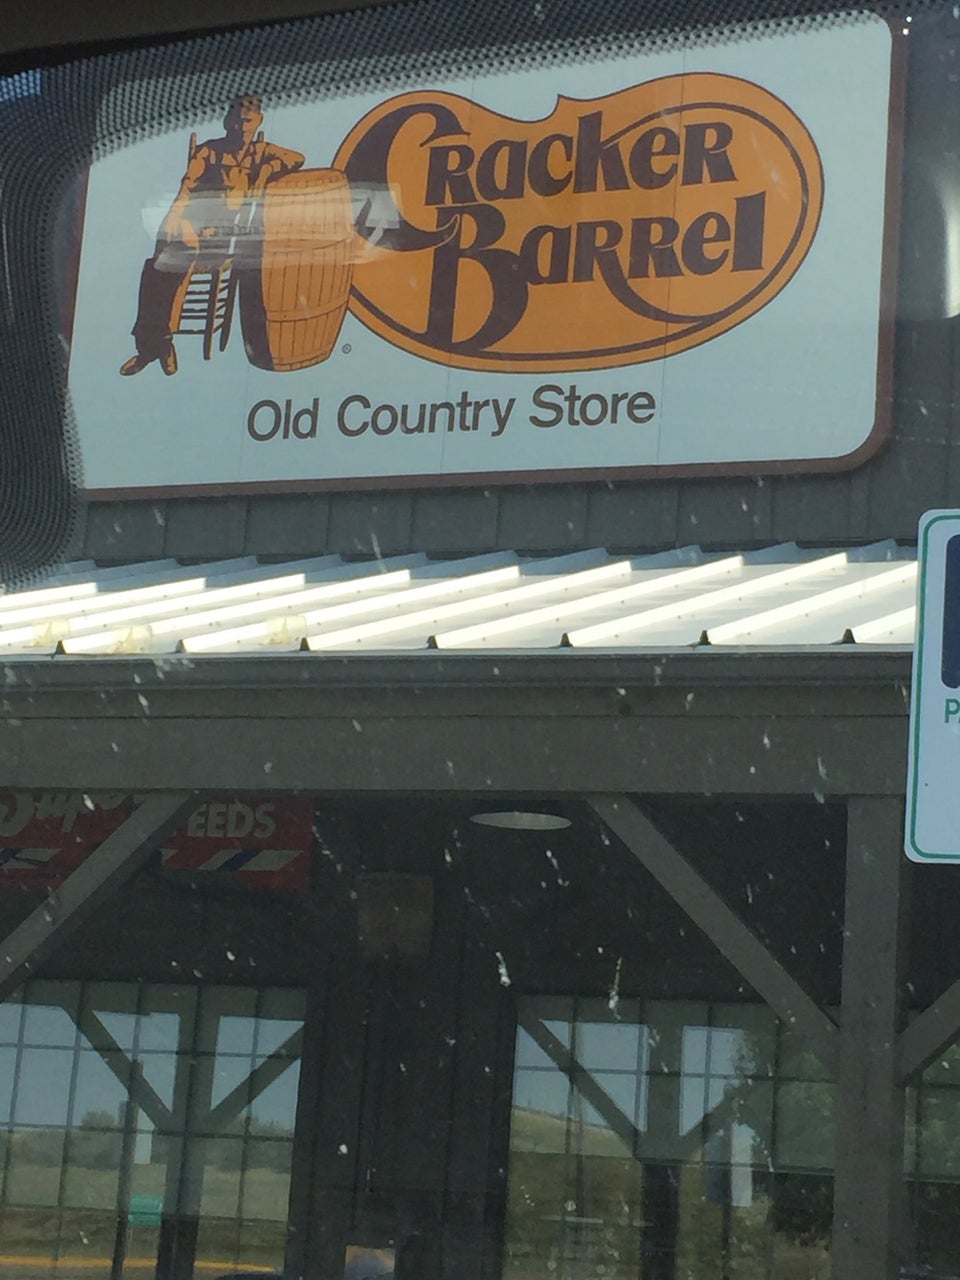 Cracker
Barrel
®
Old Country Store
EEDS